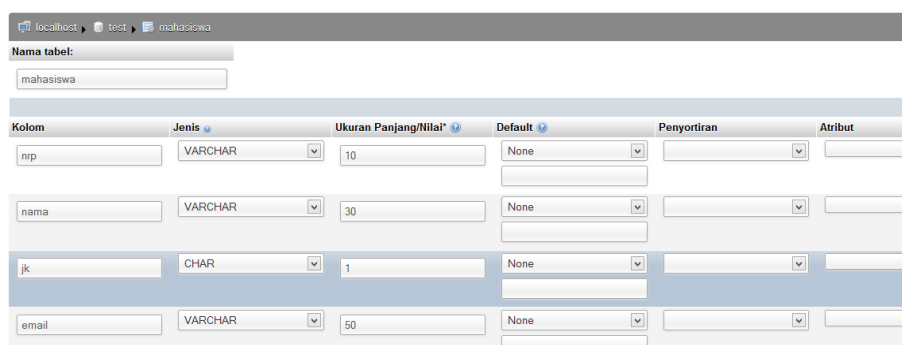 localhost test mahasiswa
Nama tabel:
mahasiswa
Kolom Jenis Ukuran Panjang/Nilai* Default Penyortiran Atribut
nrp VARCHAR 10 None
nama VARCHAR 30 None
jk CHAR 1 None
email VARCHAR 50 None